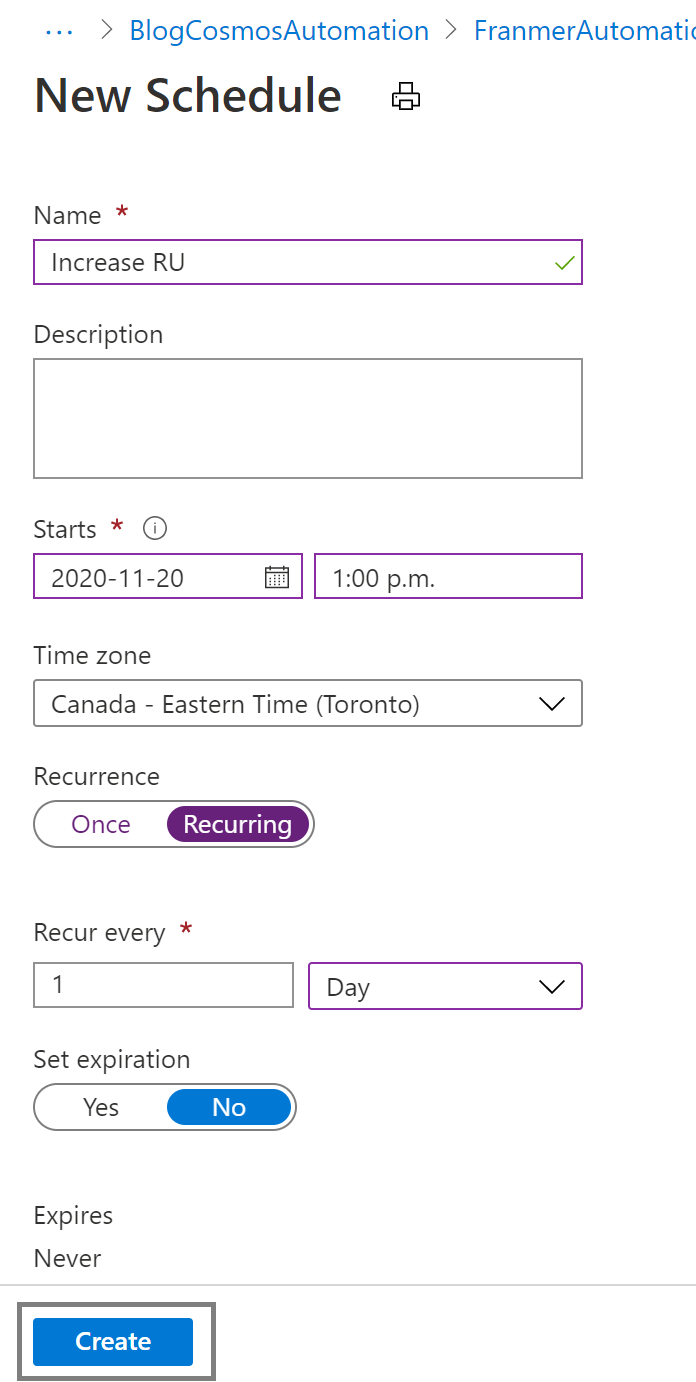 ... > BlogCosmosAutomation > FranmerAutomatic
New Schedule
Name *
Increase RU
Description
Starts *
2020-11-20 1:00 p.m.
Time zone
Canada - Eastern Time (Toronto)
Recurrence
Once Recurring
Recur every *
1 Day
Set expiration
Yes No
Expires
Never
Create